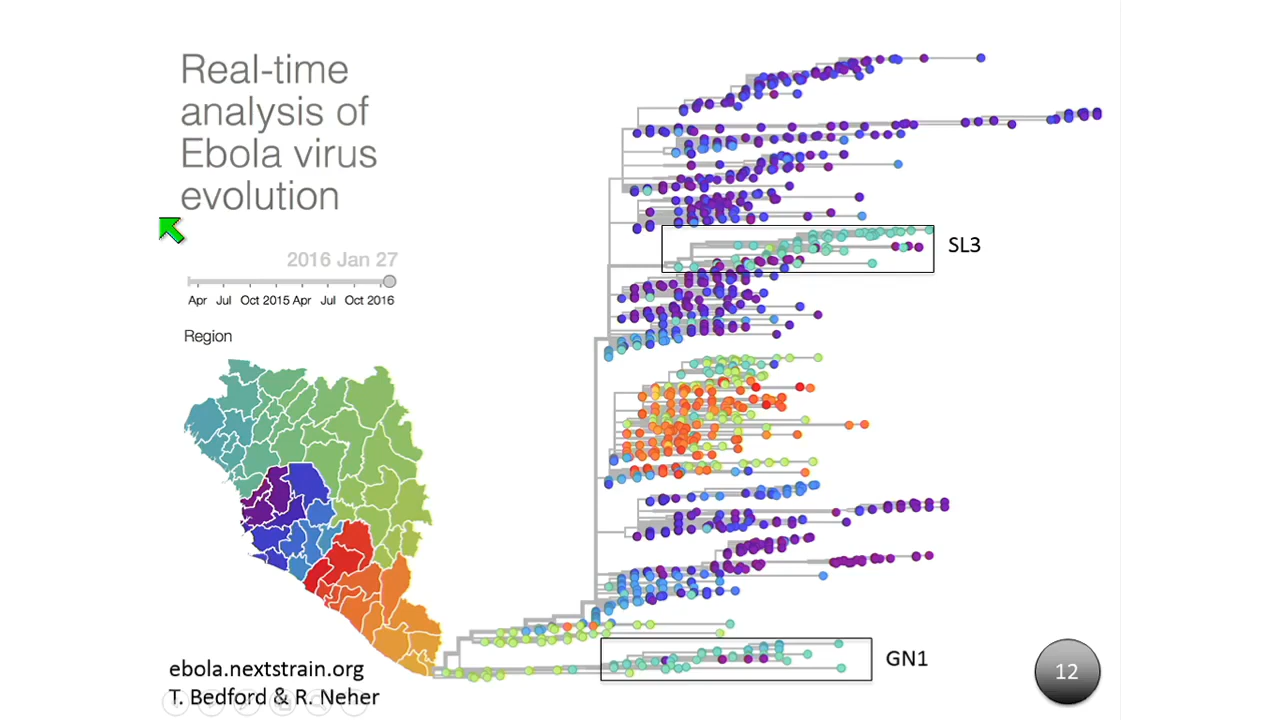 Real-time
analysis of
Ebola virus
evolution
2016 Jan 27
Apr Jul Oct 2015 Apr Jul Oct 2016
Region
SL3
GN1
ebola.nextstrain.org
T. Bedford & R. Neher
12